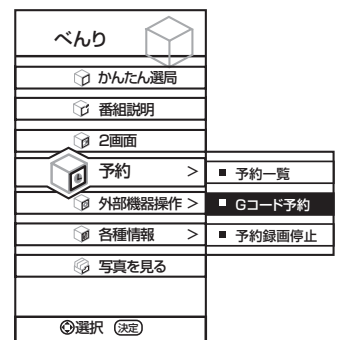 べんり
かんたん選局
番組説明
2画面
予約 >
■ 予約一覧
外部機器操作 >
■ Gコード予約
各種情報 >
■ 予約録画停止
写真を見る
選択 決定